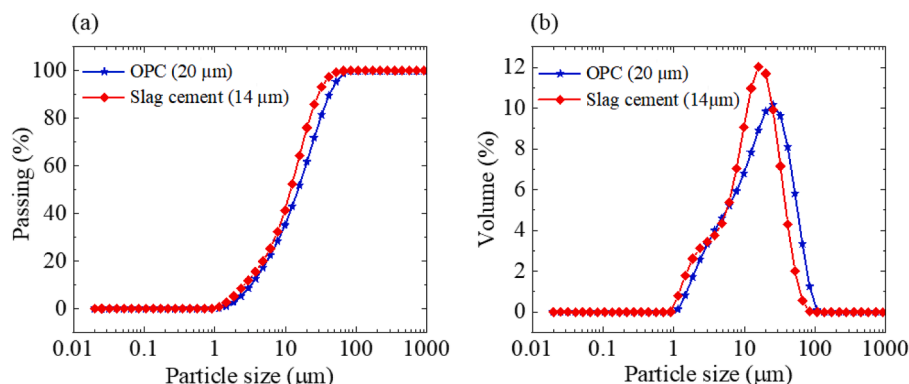 (a)
Passing (%)
100
80
60
40
20
0
OPC (20 μm)
Slag cement (14 μm)
0.01 0.1 1 10 100 1000
Particle size (μm)
(b)
Volume (%)
12
10
8
6
4
2
0
OPC (20 μm)
Slag cement (14μm)
0.01 0.1 1 10 100 1000
Particle size (μm)